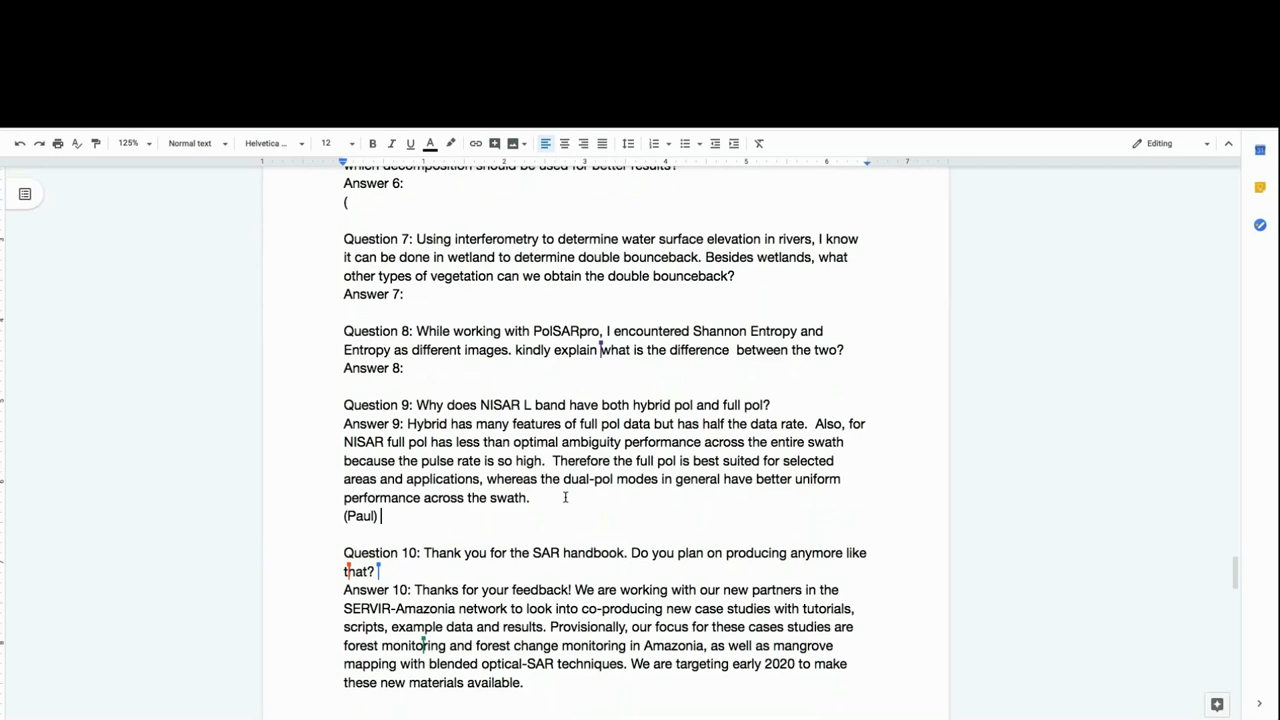 125%
Normal text
Helvetica ...
12
B I U A
Editing
1 1 2 3 4 5 6 7
which decomposition should be used for better results?
Answer 6:
(
Question 7: Using interferometry to determine water surface elevation in rivers, I know
it can be done in wetland to determine double bounceback. Besides wetlands, what
other types of vegetation can we obtain the double bounceback?
Answer 7:
Question 8: While working with PolSARpro, I encountered Shannon Entropy and
Entropy as different images. kindly explain what is the difference  between the two?
Answer 8:
Question 9: Why does NISAR L band have both hybrid pol and full pol?
Answer 9: Hybrid has many features of full pol data but has half the data rate.  Also, for
NISAR full pol has less than optimal ambiguity performance across the entire swath
because the pulse rate is so high.  Therefore the full pol is best suited for selected
areas and applications, whereas the dual-pol modes in general have better uniform
performance across the swath.
(Paul)
Question 10: Thank you for the SAR handbook. Do you plan on producing anymore like
that?
Answer 10: Thanks for your feedback! We are working with our new partners in the
SERVIR-Amazonia network to look into co-producing new case studies with tutorials,
scripts, example data and results. Provisionally, our focus for these cases studies are
forest monitoring and forest change monitoring in Amazonia, as well as mangrove
mapping with blended optical-SAR techniques. We are targeting early 2020 to make
these new materials available.